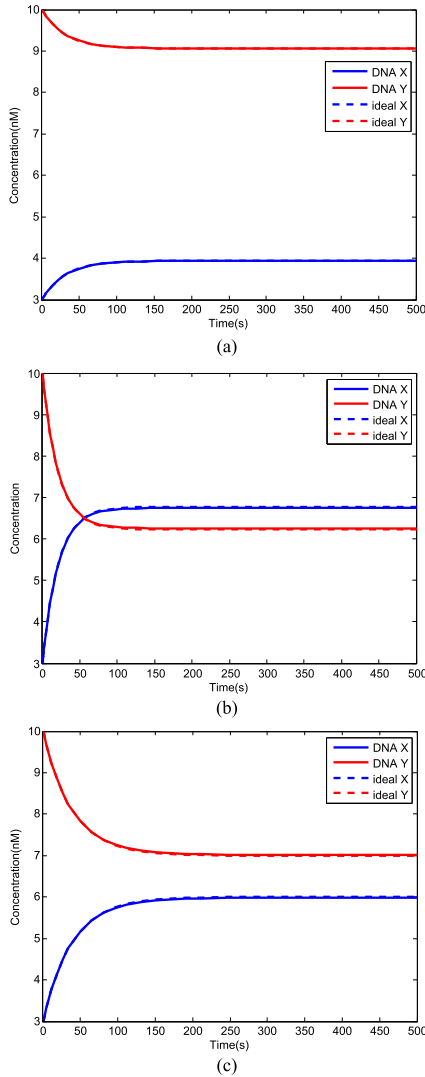 10
9
8
7
6
5
4
3
Concentration(nM)
DNA X
DNA Y
ideal X
ideal Y
0 50 100 150 200 250 300 350 400 450 500
Time(s)
(a)
10
9
8
7
6
5
4
3
Concentration
DNA X
DNA Y
ideal X
ideal Y
0 50 100 150 200 250 300 350 400 450 500
Time(s)
(b)
10
9
8
7
6
5
4
3
Concentration(nM)
DNA X
DNA Y
ideal X
ideal Y
0 50 100 150 200 250 300 350 400 450 500
Time(s)
(c)